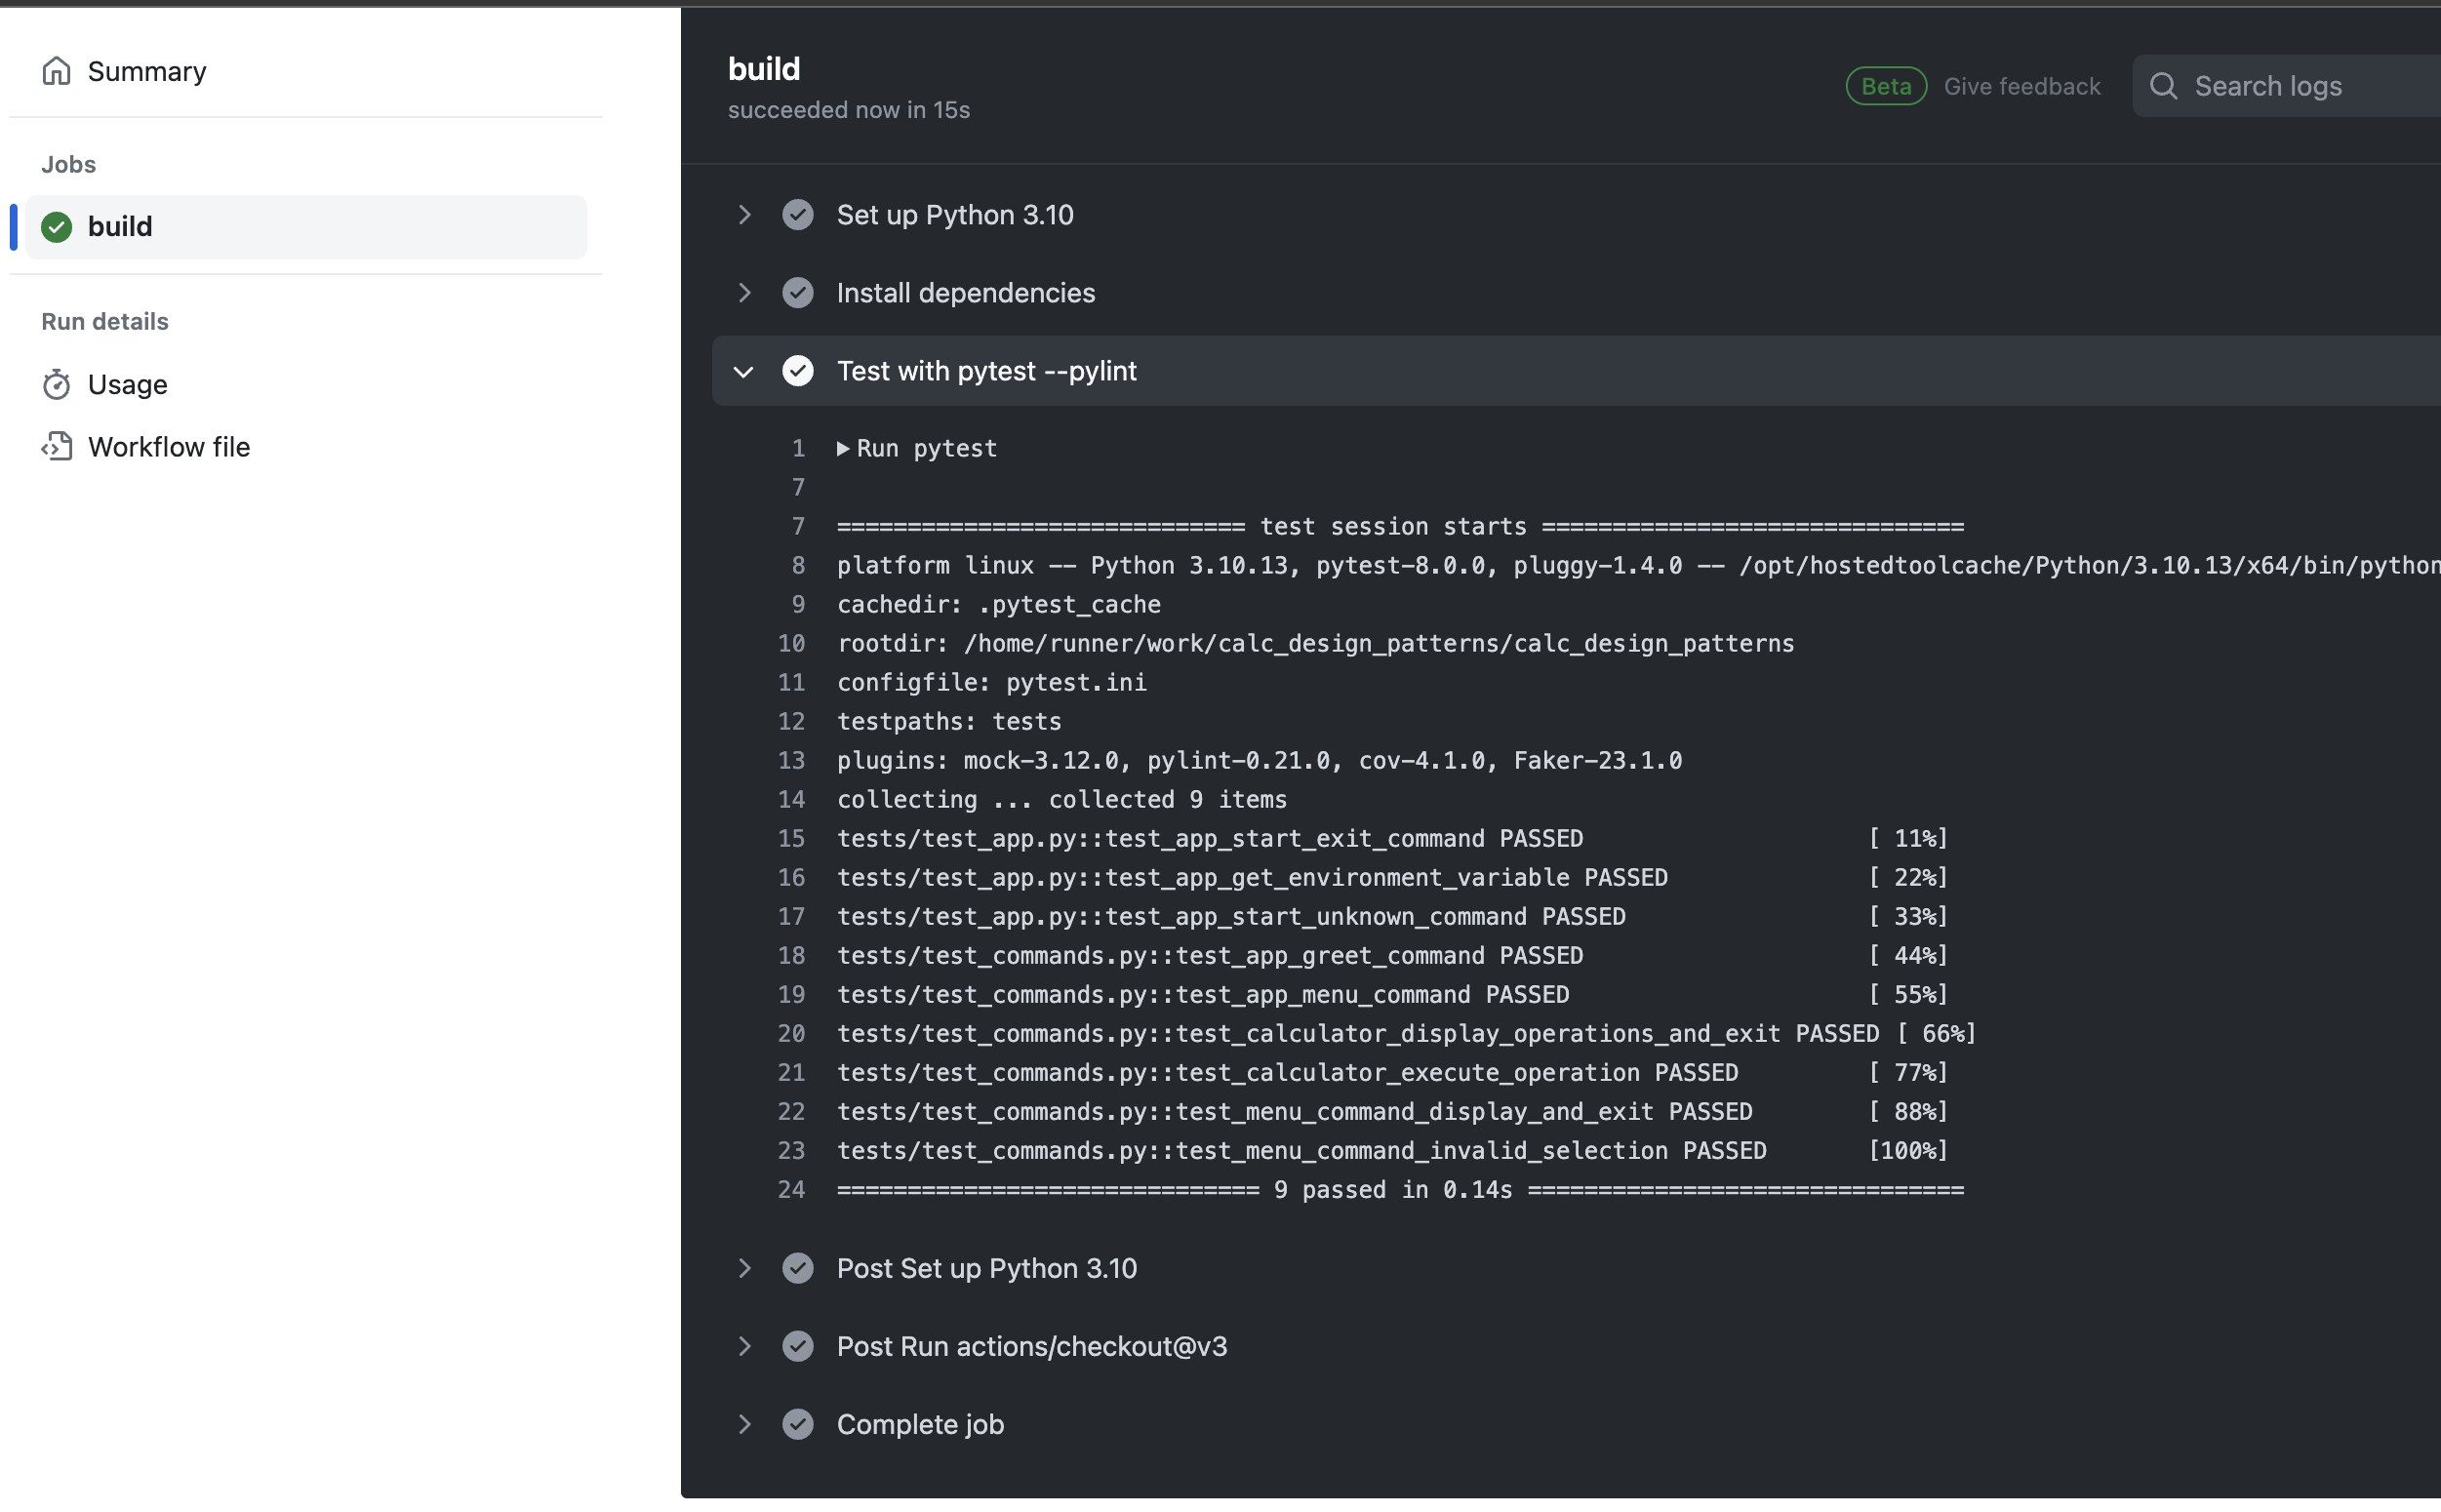 Summary
Jobs
build
Run details
Usage
Workflow file
build
succeeded now in 15s
Beta Give feedback
Search logs
Set up Python 3.10
Install dependencies
Test with pytest --pylint
1 ▶ Run pytest
7
7 ============================= test session starts ==============================
8 platform linux -- Python 3.10.13, pytest-8.0.0, pluggy-1.4.0 -- /opt/hostedtoolcache/Python/3.10.13/x64/bin/python
9 cachedir: .pytest_cache
10 rootdir: /home/runner/work/calc_design_patterns/calc_design_patterns
11 configfile: pytest.ini
12 testpaths: tests
13 plugins: mock-3.12.0, pylint-0.21.0, cov-4.1.0, Faker-23.1.0
14 collecting ... collected 9 items
15 tests/test_app.py::test_app_start_exit_command PASSED [ 11%]
16 tests/test_app.py::test_app_get_environment_variable PASSED [ 22%]
17 tests/test_app.py::test_app_start_unknown_command PASSED [ 33%]
18 tests/test_commands.py::test_app_greet_command PASSED [ 44%]
19 tests/test_commands.py::test_app_menu_command PASSED [ 55%]
20 tests/test_commands.py::test_calculator_display_operations_and_exit PASSED [ 66%]
21 tests/test_commands.py::test_calculator_execute_operation PASSED [ 77%]
22 tests/test_commands.py::test_menu_command_display_and_exit PASSED [ 88%]
23 tests/test_commands.py::test_menu_command_invalid_selection PASSED [100%]
24 ============================== 9 passed in 0.14s ===============================
Post Set up Python 3.10
Post Run actions/checkout@v3
Complete job